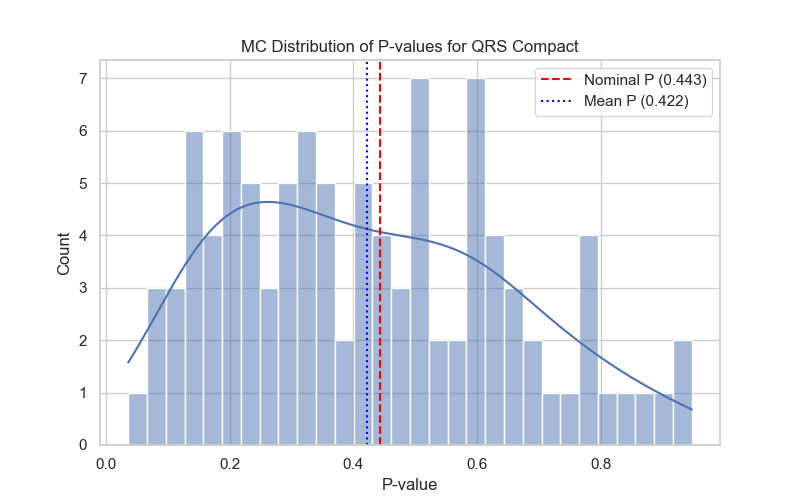 MC Distribution of P-values for QRS Compact
Nominal P (0.443)
Mean P (0.422)
Count
7
6
5
4
3
2
1
0
0.0 0.2 0.4 0.6 0.8
P-value